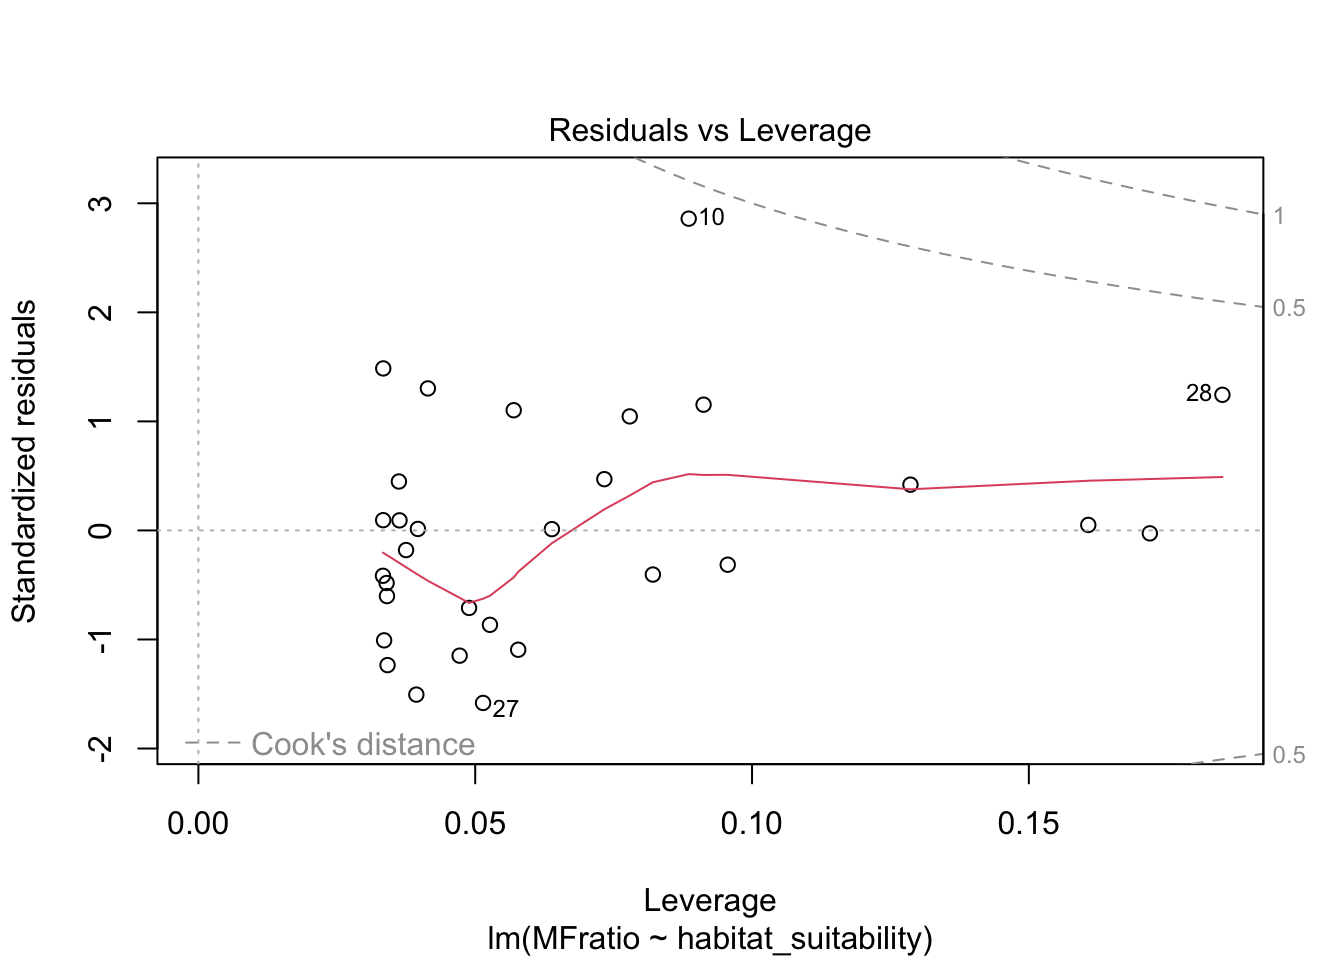 Residuals vs Leverage
Standardized residuals
3
2
1
0
-1
-2
10
28
27
1
0.5
0.5
Cook's distance
0.00 0.05 0.10 0.15
Leverage
lm(MFratio ~ habitat_suitability)